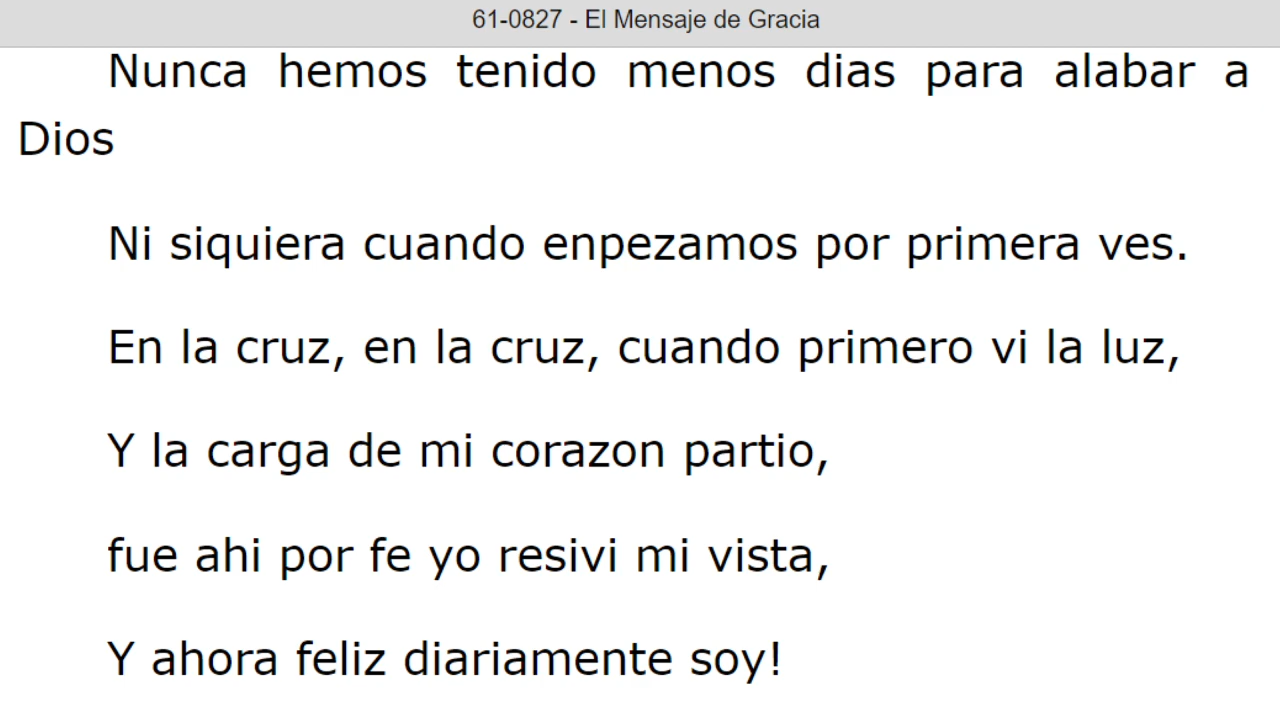 61-0827 - El Mensaje de Gracia
Nunca hemos tenido menos dias para alabar a
Dios
Ni siquiera cuando enpezamos por primera ves.
En la cruz, en la cruz, cuando primero vi la luz,
Y la carga de mi corazon partio,
fue ahi por fe yo resivi mi vista,
Y ahora feliz diariamente soy!